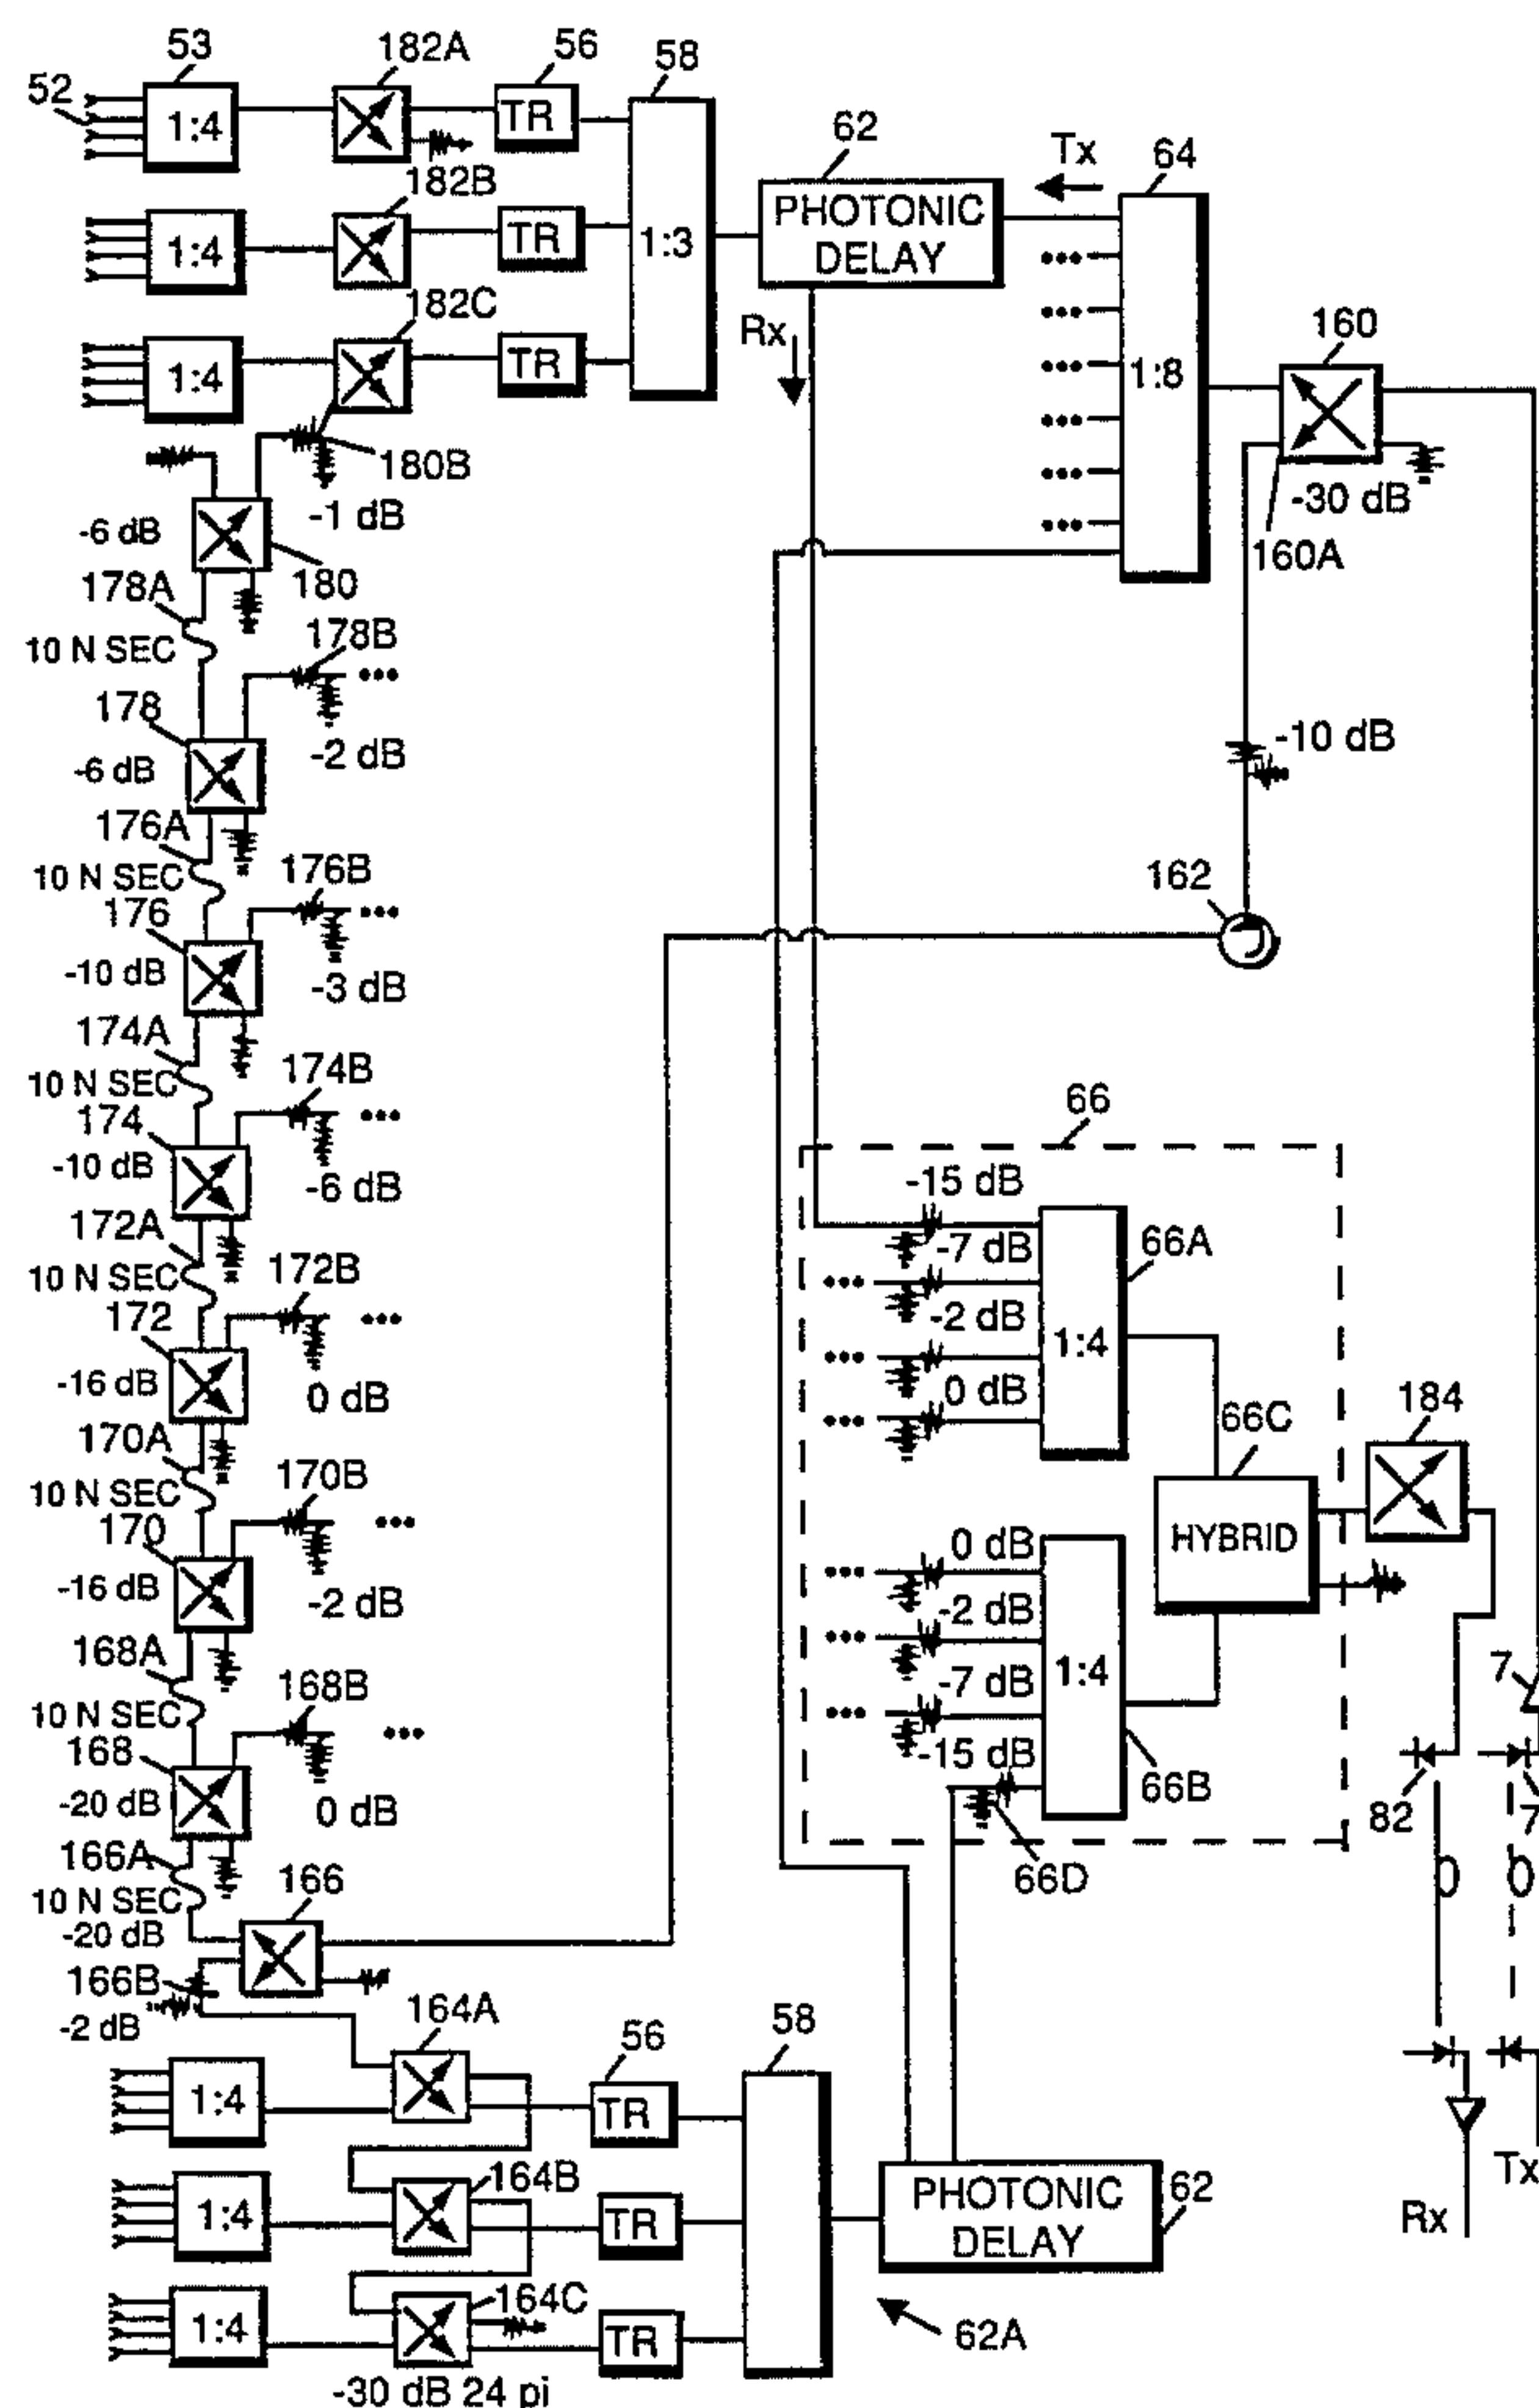 53
182A
56
58
52
1:4
TR
62
Tx
64
182B
PHOTONIC
DELAY
1:4
TR
1:3
182C
Rx
160
1:4
TR
1:8
180B
-30 dB
-6 dB
-1 dB
160A
178A
180
10 N SEC
178B
178
-10 dB
-6 dB
-2 dB
176A
10 N SEC
176B
162
176
-10 dB
-3 dB
174A
10 N SEC
174B
66
174
-10 dB
-6 dB
-15 dB
172A
-7 dB
66A
10 N SEC
172B
-2 dB
172
1:4
-16 dB
0 dB
0 dB
184
170A
66C
10 N SEC
170B
170
HYBRID
0 dB
-16 dB
-2 dB
-2 dB
168A
1:4
7
168B
-7 dB
10 N SEC
168
-15 dB
66B
-20 dB
0 dB
82
7
166A
166
66D
10 N SEC
-20 dB
166B
164A
58
-2 dB
56
1:4
TR
164B
Tx
1:4
TR
PHOTONIC
DELAY
62
Rx
164C
1:4
TR
62A
-30 dB 24 pi